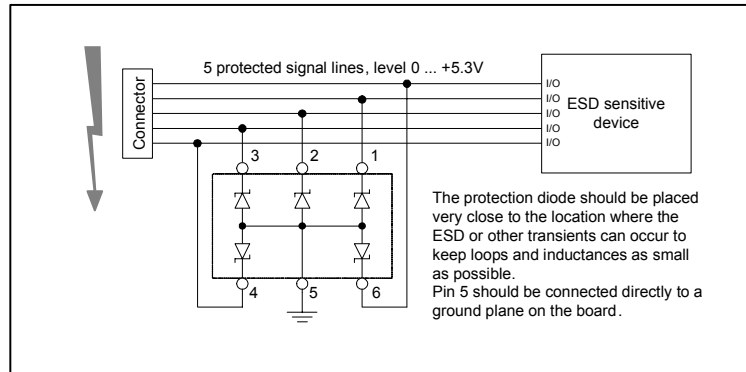 5 protected signal lines, level 0 ... +5.3V
Connector
I/O
I/O
I/O
I/O
I/O
ESD sensitive
device
3
2
1
4
5
6
The protection diode should be placed
very close to the location where the
ESD or other transients can occur to
keep loops and inductances as small
as possible.
Pin 5 should be connected directly to a
ground plane on the board.